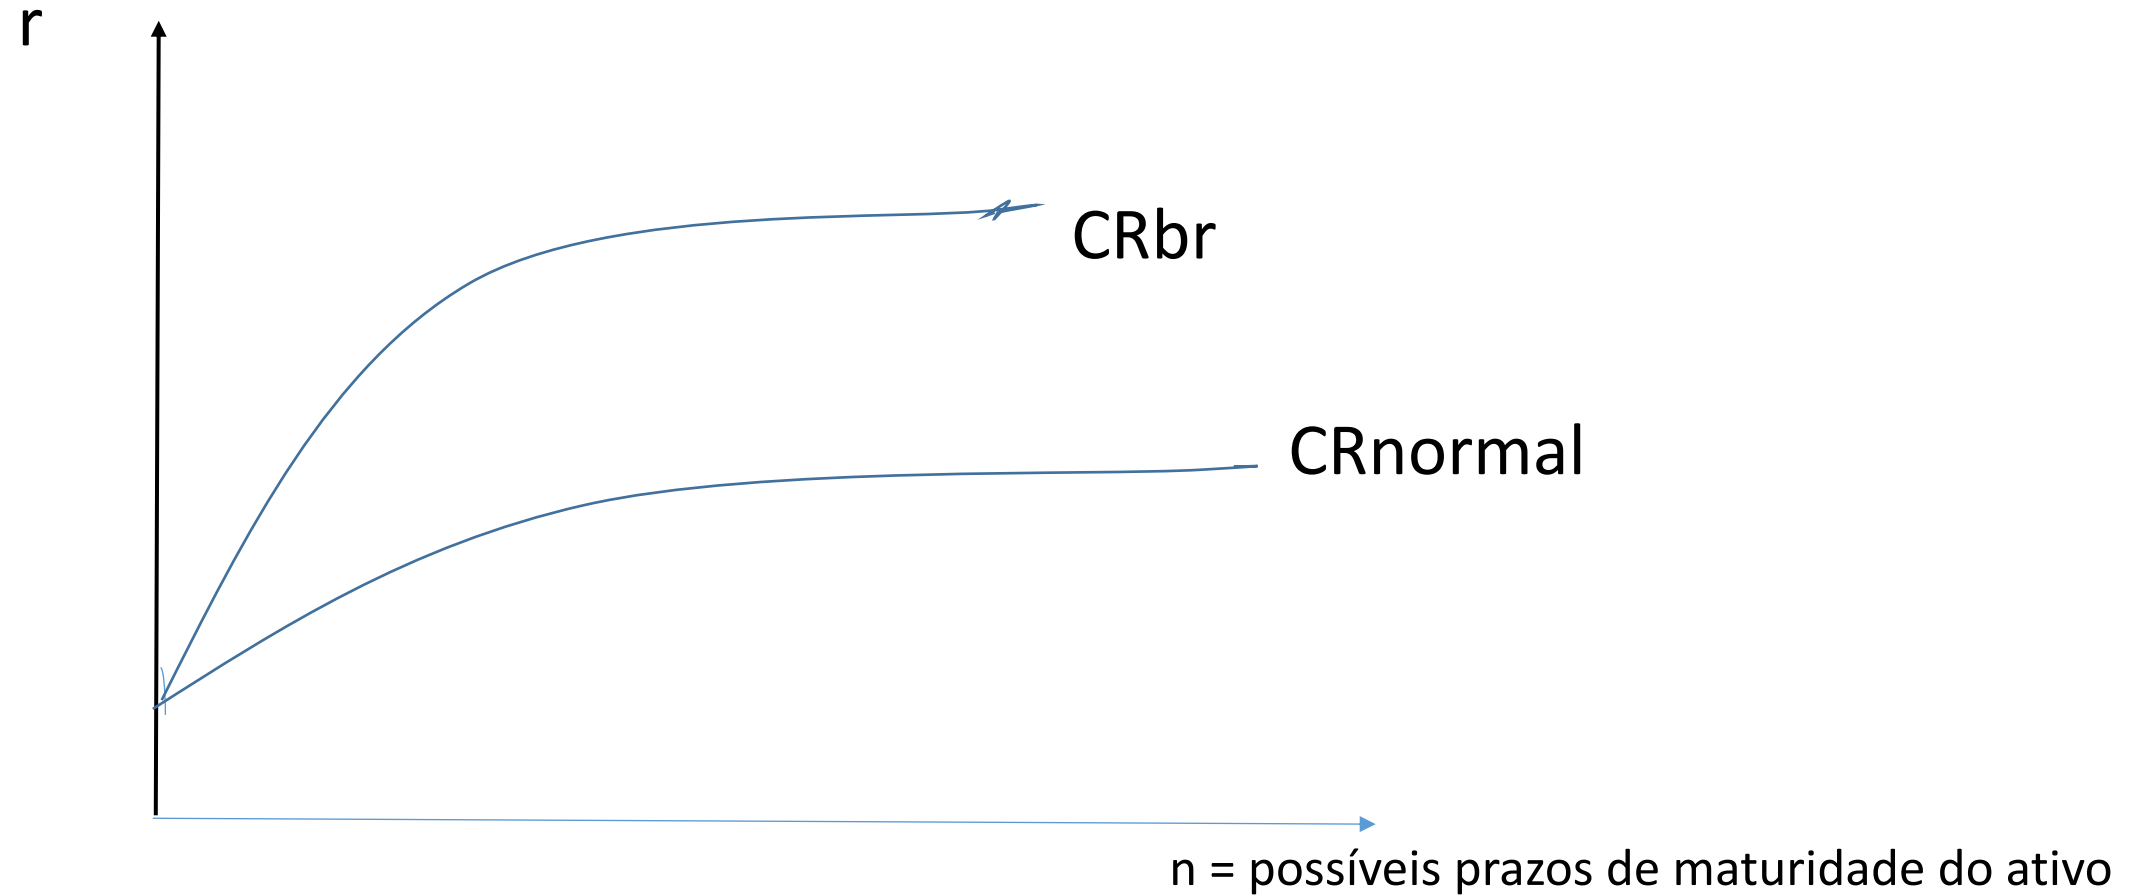 r
CRbr
CRnormal
n = possíveis prazos de maturidade do ativo